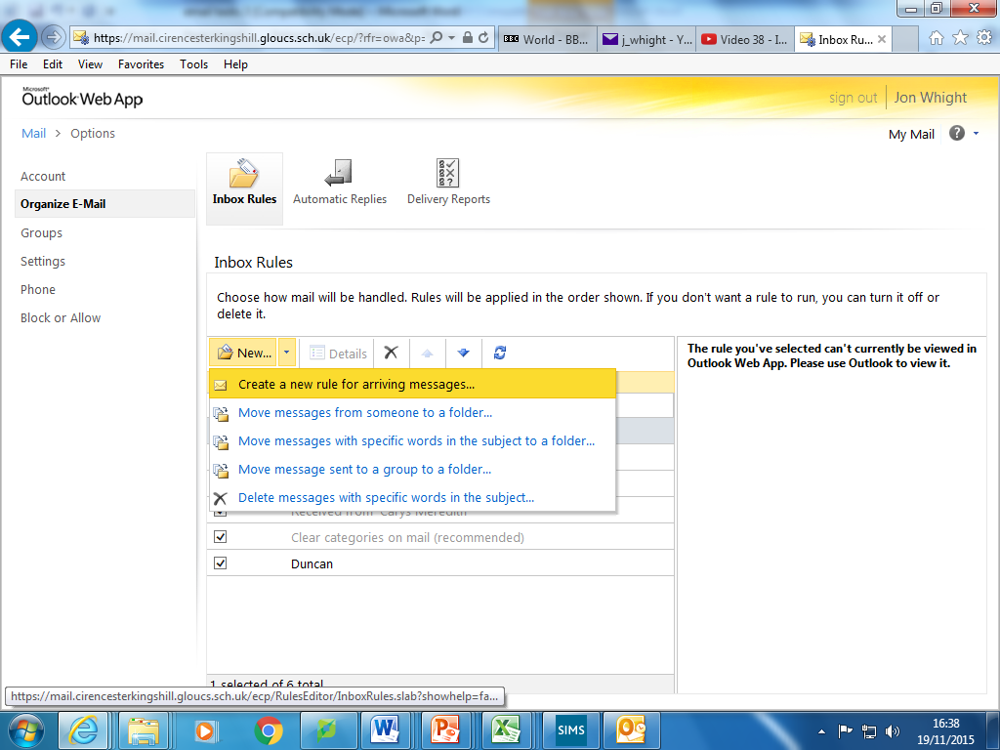 https://mail.cirencesterkingshill.gloucs.sch.uk/ecp/?rfr=owa&p=
World - BB...
j_whight - Y...
Video 38 - I...
Inbox Ru...
File Edit View Favorites Tools Help
Microsoft®
Outlook Web App
sign out
Jon Whight
Mail > Options
My Mail
Account
Organize E-Mail
Groups
Settings
Phone
Block or Allow
Inbox Rules
Automatic Replies
Delivery Reports
Inbox Rules
Choose how mail will be handled. Rules will be applied in the order shown. If you don't want a rule to run, you can turn it off or
delete it.
New...
Details
Create a new rule for arriving messages...
Move messages from someone to a folder...
Move messages with specific words in the subject to a folder...
Move message sent to a group to a folder...
Delete messages with specific words in the subject...
Received from 'Carys Meredith'
Clear categories on mail (recommended)
Duncan
1 selected of 6 total
The rule you've selected can't currently be viewed in
Outlook Web App. Please use Outlook to view it.
https://mail.cirencesterkingshill.gloucs.sch.uk/ecp/RulesEditor/InboxRules.slab?showhelp=fa...
SIMS
16:38
19/11/2015